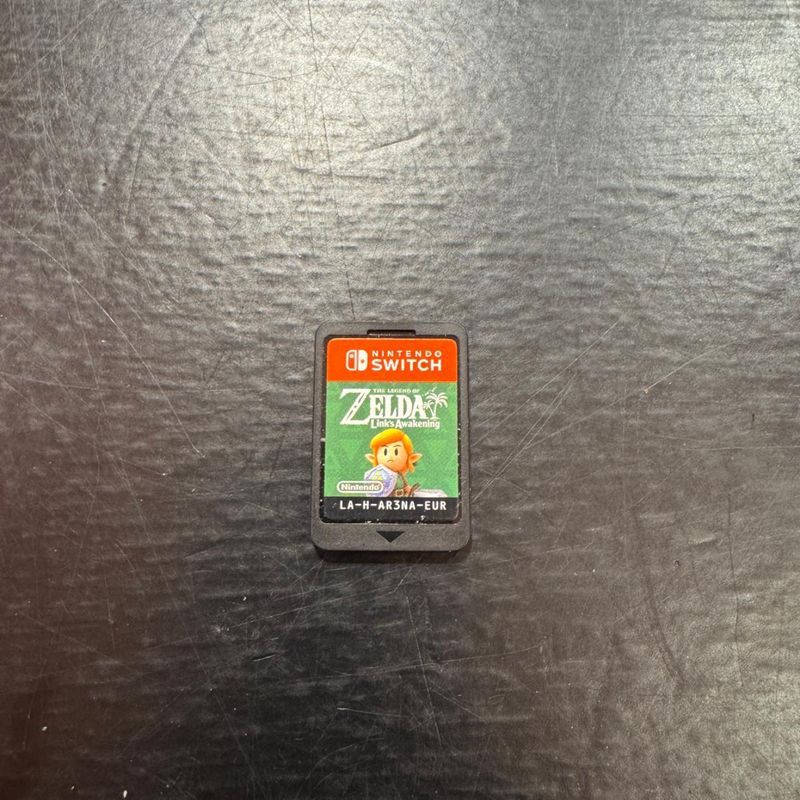 NINTENDO
SWITCH
THE LEGEND OF
ZELDA
Link's Awakening
Nintendo
LA-H-AR3NA-EUR